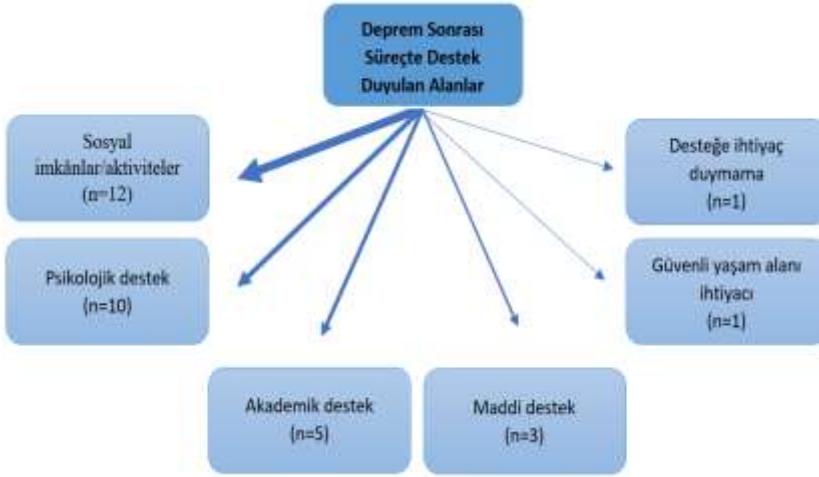 Deprem Sonrası
Süreçte Destek
Duyulan Alanlar
Sosyal
imkânlar/aktiviteler
(n=12)
Psikolojik destek
(n=10)
Akademik destek
(n=5)
Maddi destek
(n=3)
Güvenli yaşam alanı
ihtiyacı
(n=1)
Desteğe ihtiyaç
duymama
(n=1)